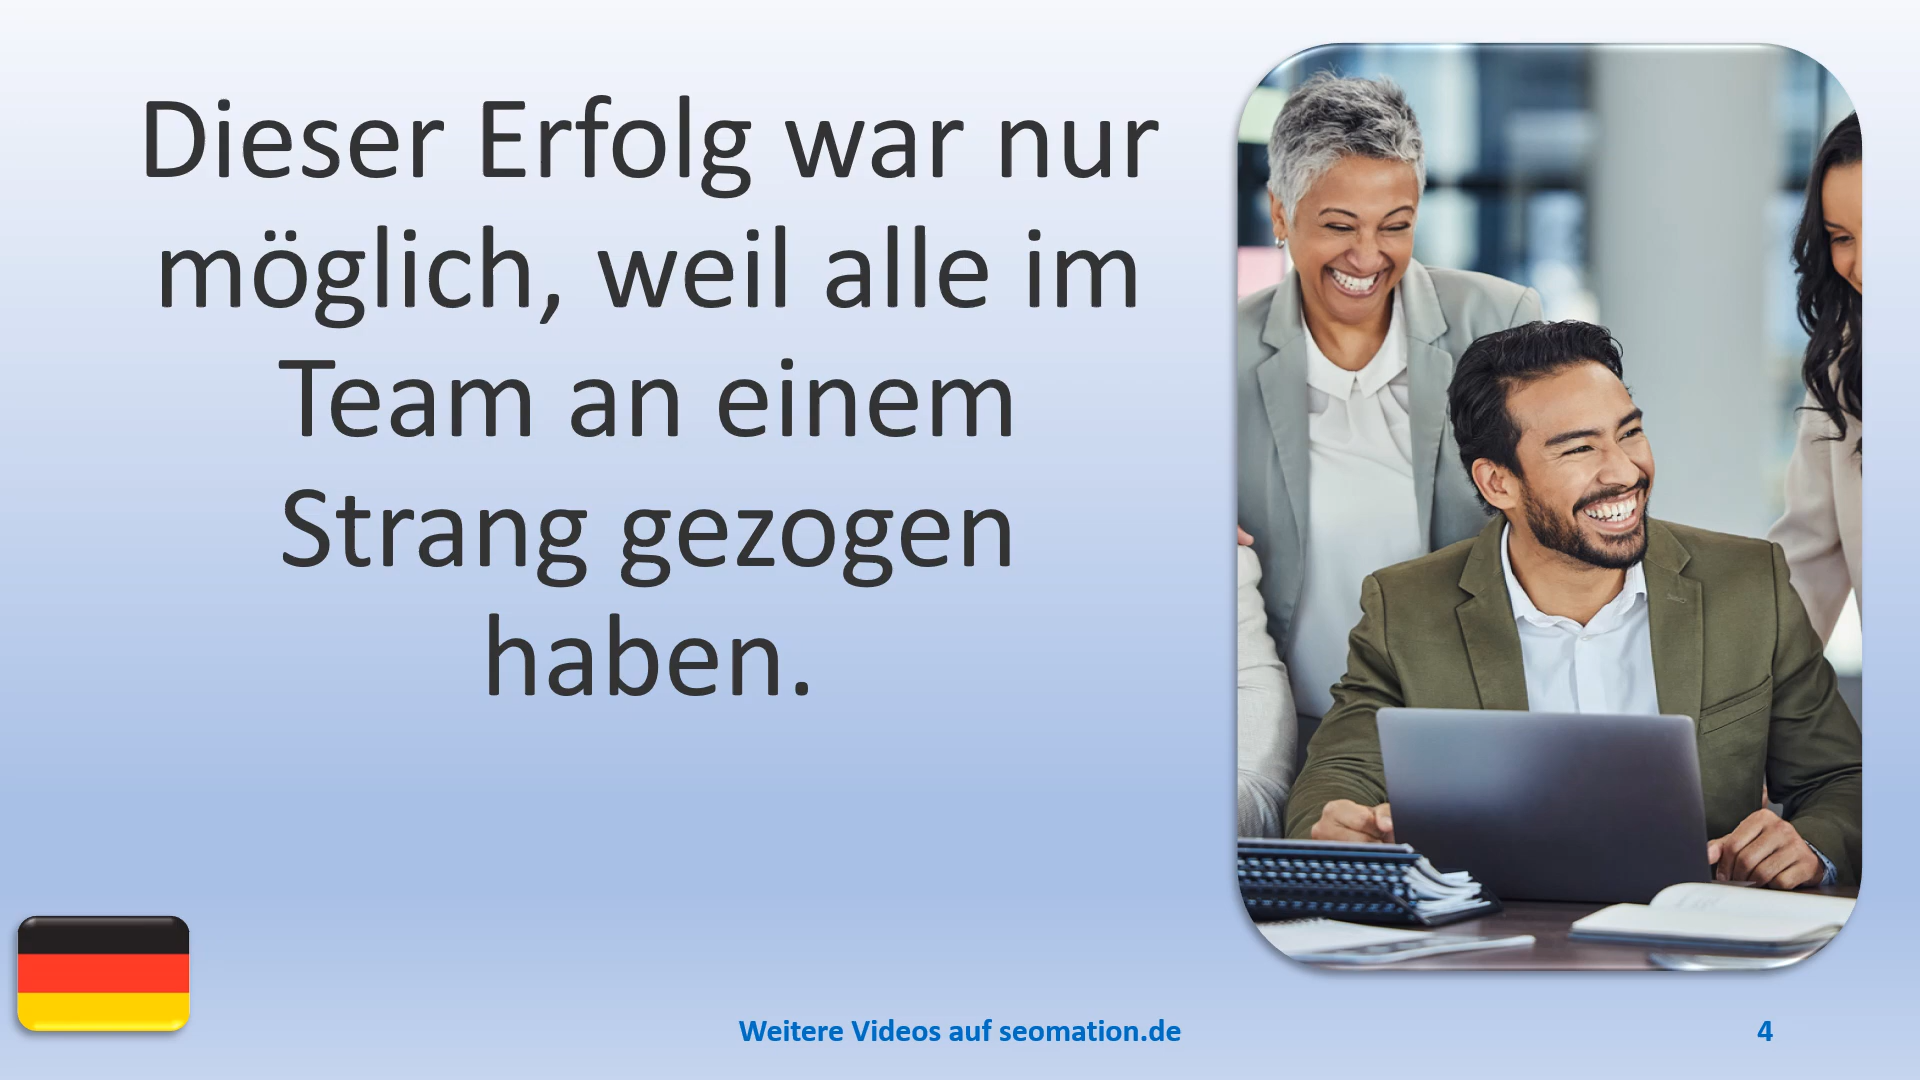 Dieser Erfolg war nur
möglich, weil alle im
Team an einem
Strang gezogen
haben.
Weitere Videos auf seomation.de
4